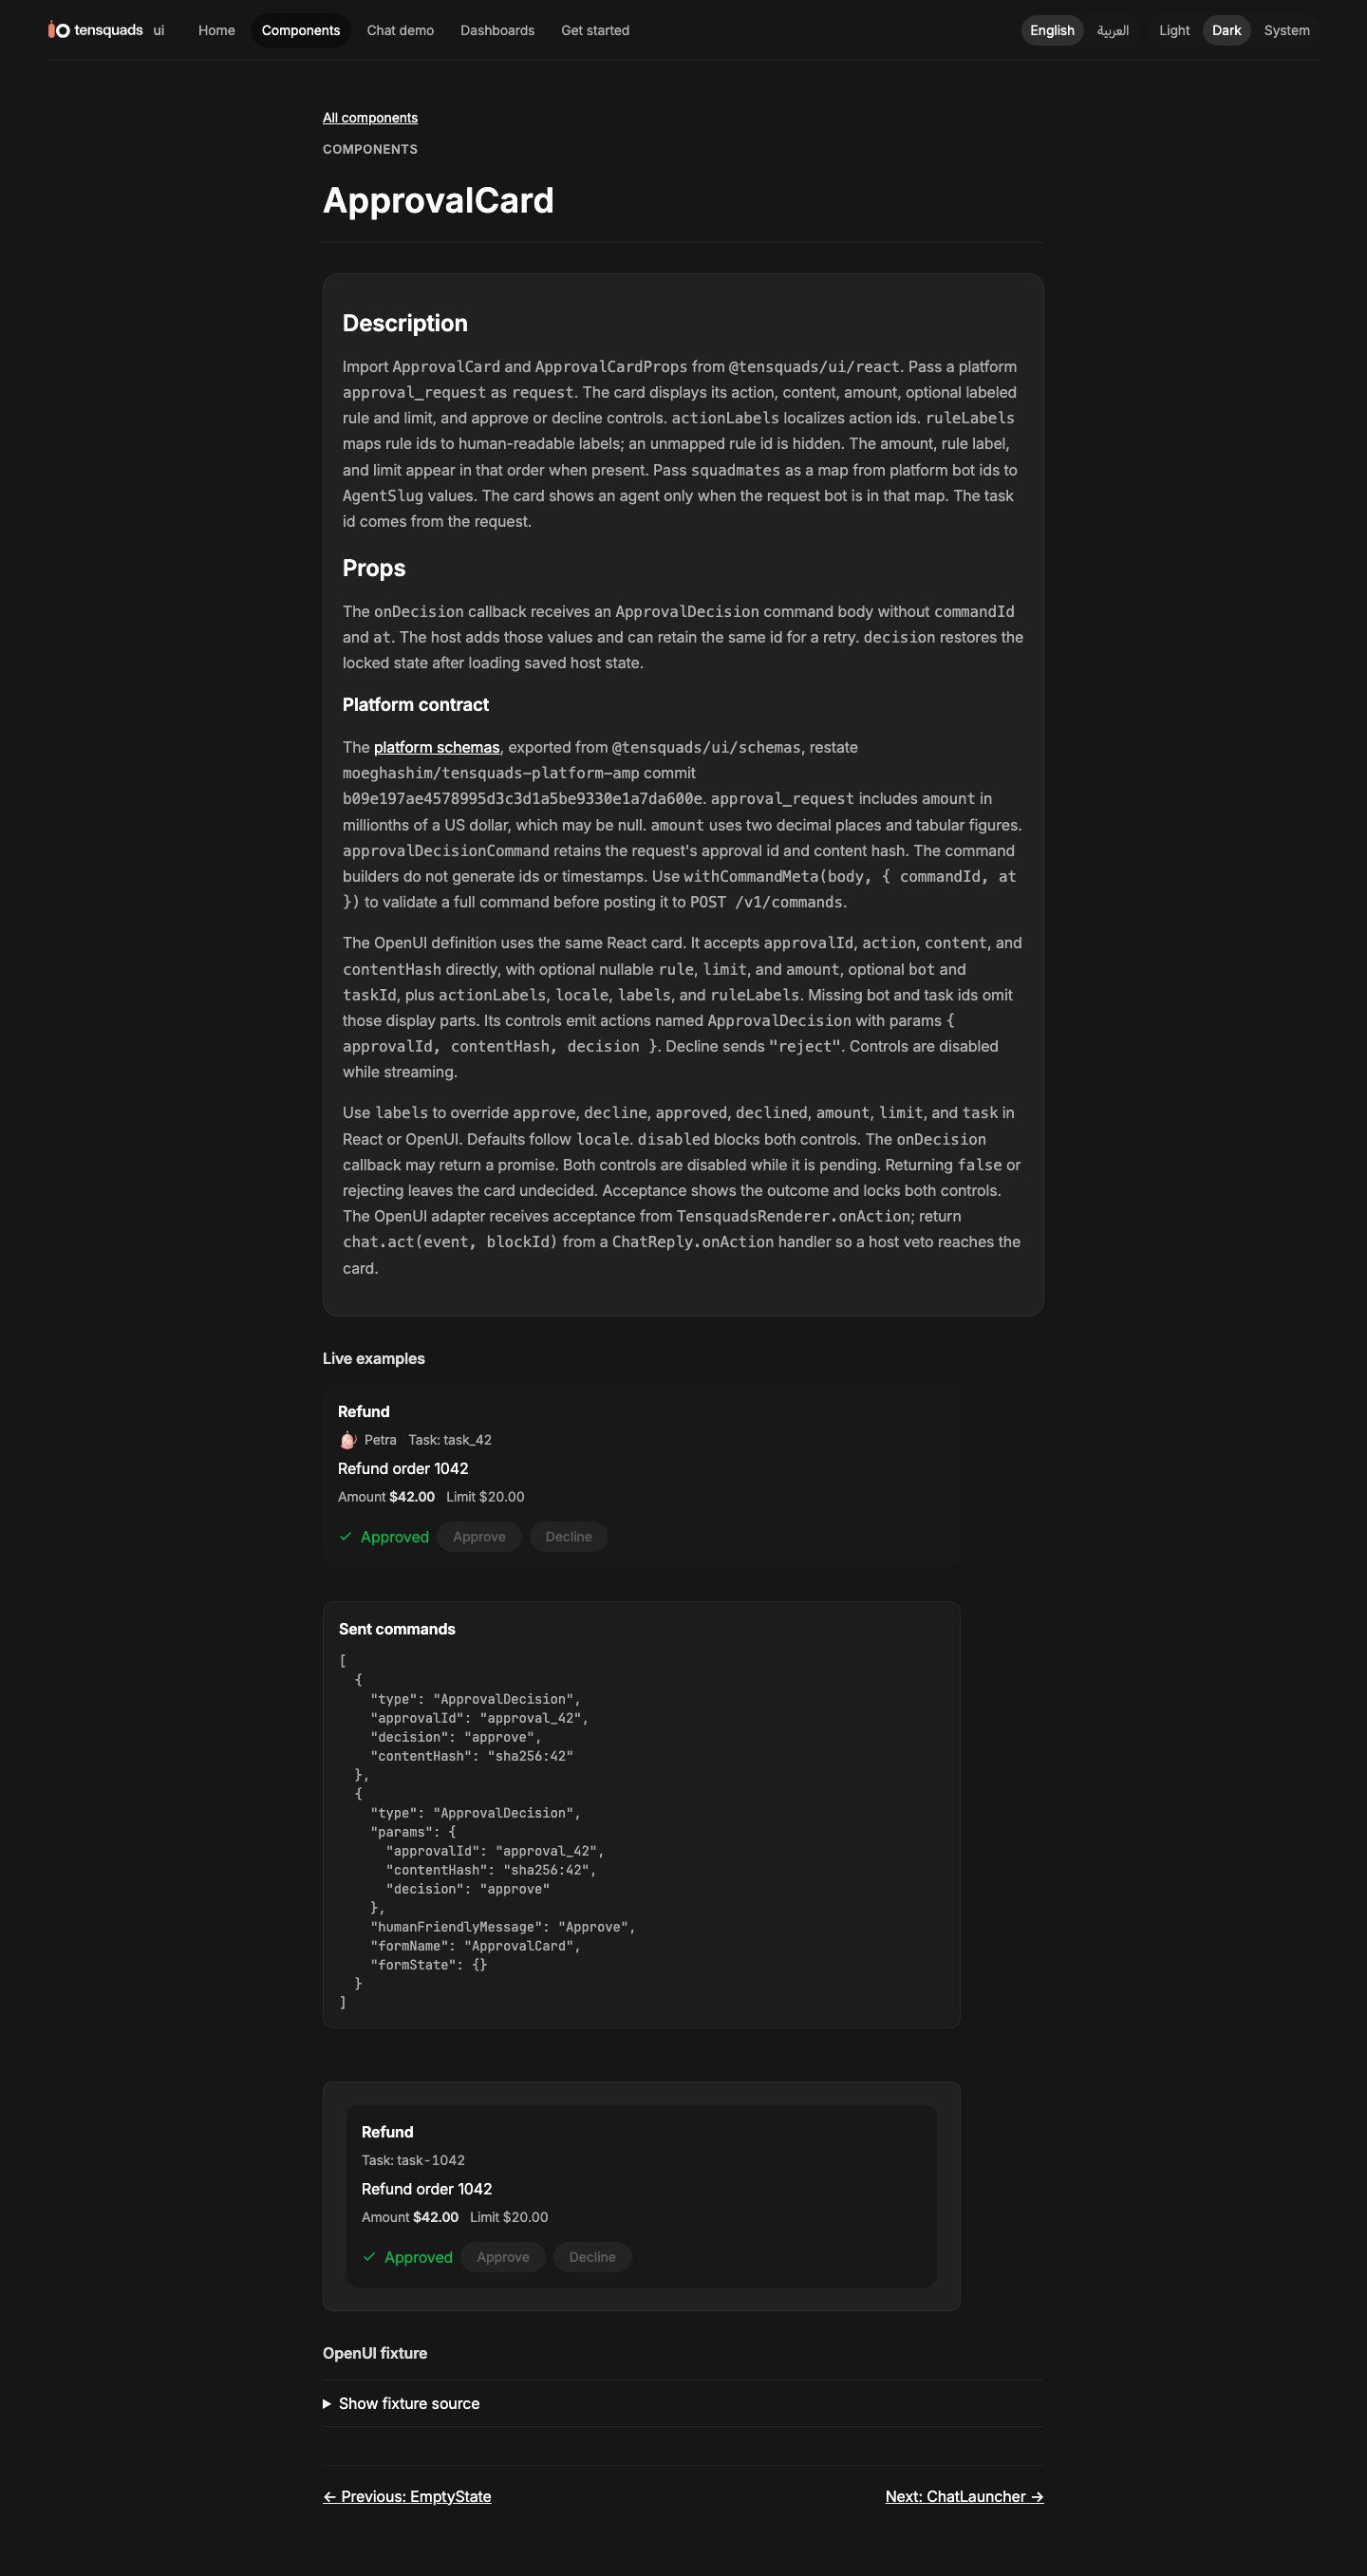 tensquads ui Home Components Chat demo Dashboards Get started English العربية Light Dark System
All components
COMPONENTS
ApprovalCard
Description
Import ApprovalCard and ApprovalCardProps from @tensquads/ui/react. Pass a platform
approval_request as request. The card displays its action, content, amount, optional labeled
rule and limit, and approve or decline controls. actionLabels localizes action ids. ruleLabels
maps rule ids to human-readable labels; an unmapped rule id is hidden. The amount, rule label,
and limit appear in that order when present. Pass squadmates as a map from platform bot ids to
AgentSlug values. The card shows an agent only when the request bot is in that map. The task
id comes from the request.
Props
The onDecision callback receives an ApprovalDecision command body without commandId
and at. The host adds those values and can retain the same id for a retry. decision restores the
locked state after loading saved host state.
Platform contract
The platform schemas, exported from @tensquads/ui/schemas, restate
moeghashim/tensquads-platform-amp commit
b09e197ae4578995d3c3d1a5be9330e1a7da600e. approval_request includes amount in
millionths of a US dollar, which may be null. amount uses two decimal places and tabular figures.
approvalDecisionCommand retains the request's approval id and content hash. The command
builders do not generate ids or timestamps. Use withCommandMeta(body, { commandId, at
}) to validate a full command before posting it to POST /v1/commands.
The OpenUI definition uses the same React card. It accepts approvalId, action, content, and
contentHash directly, with optional nullable rule, limit, and amount, optional bot and
taskId, plus actionLabels, locale, labels, and ruleLabels. Missing bot and task ids omit
those display parts. Its controls emit actions named ApprovalDecision with params {
approvalId, contentHash, decision }. Decline sends "reject". Controls are disabled
while streaming.
Use labels to override approve, decline, approved, declined, amount, limit, and task in
React or OpenUI. Defaults follow locale. disabled blocks both controls. The onDecision
callback may return a promise. Both controls are disabled while it is pending. Returning false or
rejecting leaves the card undecided. Acceptance shows the outcome and locks both controls.
The OpenUI adapter receives acceptance from TensquadsRenderer.onAction; return
chat.act(event, blockId) from a ChatReply.onAction handler so a host veto reaches the
card.
Live examples
Refund
Petra Task: task_42
Refund order 1042
Amount $42.00 Limit $20.00
✓ Approved Approve Decline
Sent commands
[
  {
    "type": "ApprovalDecision",
    "approvalId": "approval_42",
    "decision": "approve",
    "contentHash": "sha256:42"
  },
  {
    "type": "ApprovalDecision",
    "params": {
      "approvalId": "approval_42",
      "contentHash": "sha256:42",
      "decision": "approve"
    },
    "humanFriendlyMessage": "Approve",
    "formName": "ApprovalCard",
    "formState": {}
  }
]
Refund
Task: task-1042
Refund order 1042
Amount $42.00 Limit $20.00
✓ Approved Approve Decline
OpenUI fixture
▶ Show fixture source
← Previous: EmptyState Next: ChatLauncher →